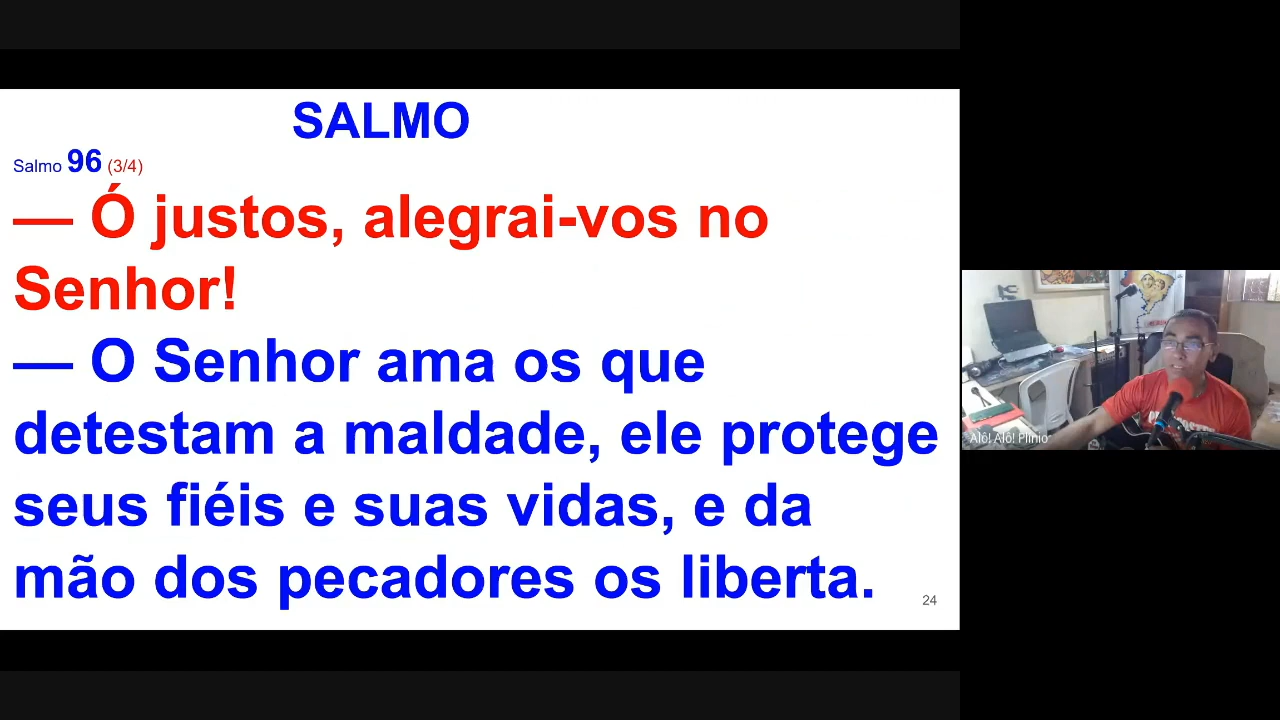 SALMO
Salmo 96 (3/4)
— Ó justos, alegrai-vos no
Senhor!
— O Senhor ama os que
detestam a maldade, ele protege
seus fiéis e suas vidas, e da
mão dos pecadores os liberta.
24
Alô! Alô! Plínio